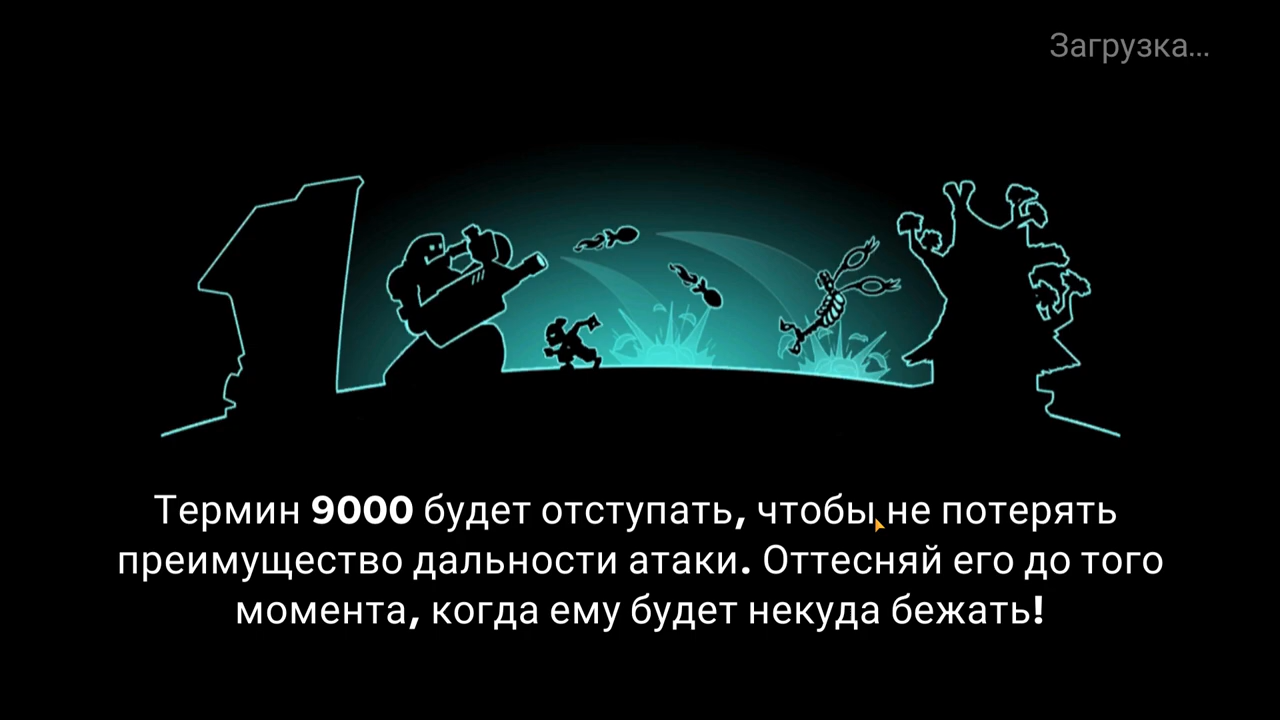 Загрузка...
Термин 9000 будет отступать, чтобы не потерять
преимущество дальности атаки. Оттесняй его до того
момента, когда ему будет некуда бежать!